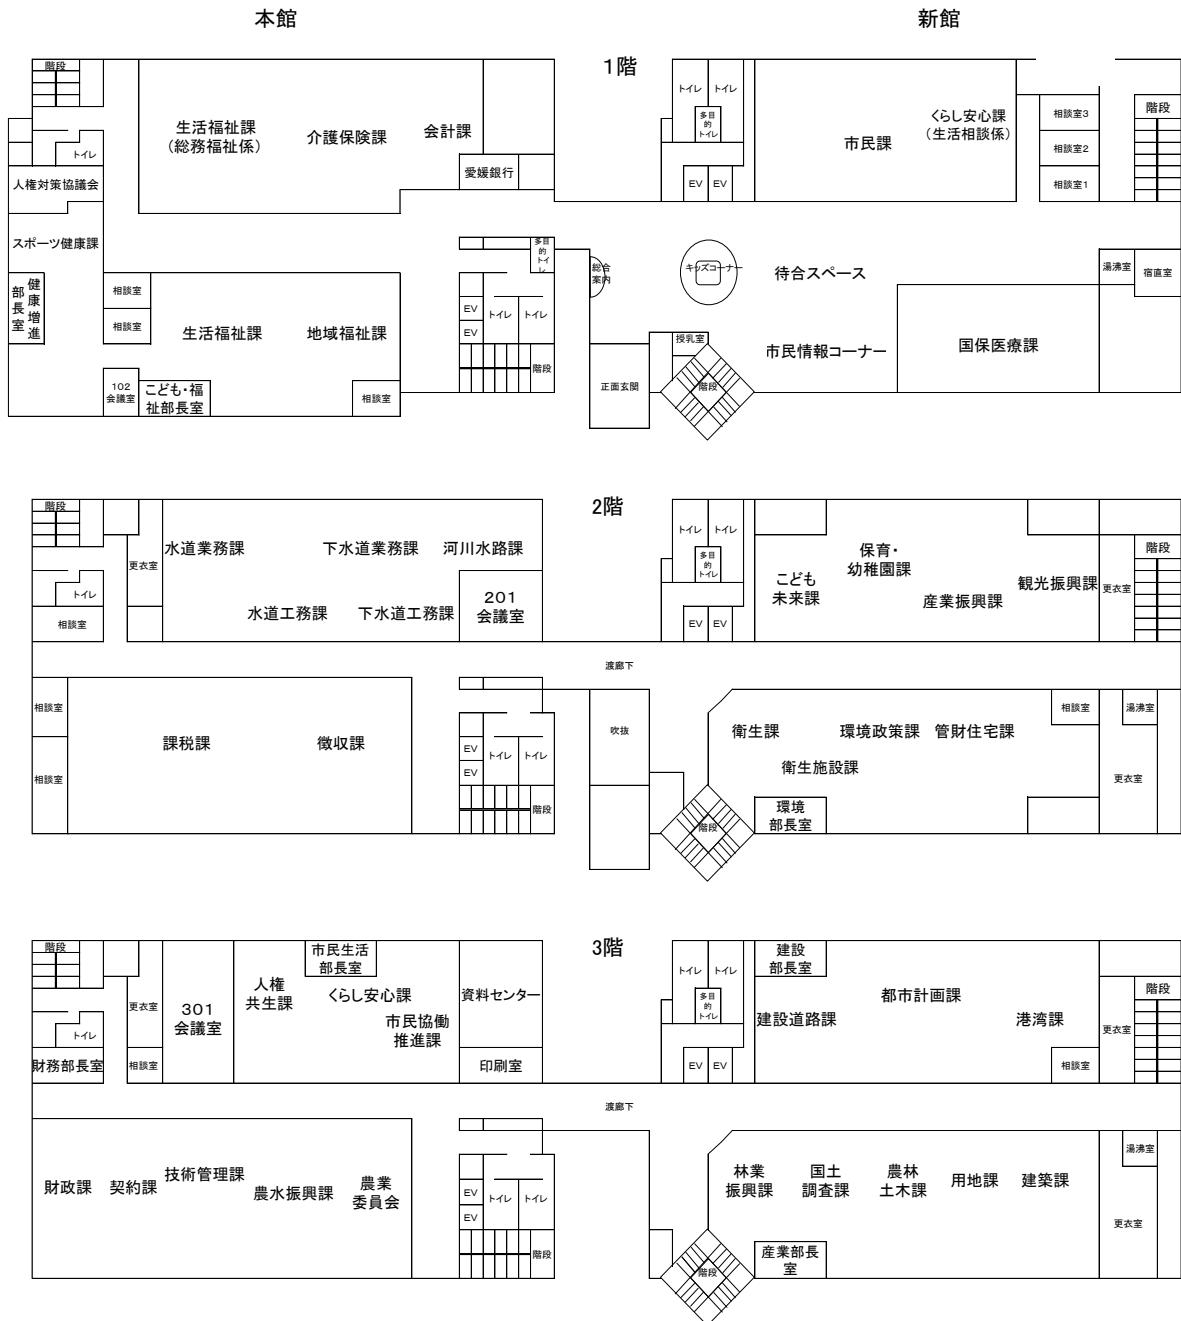 本館
新館
1階
階段
トイレ
人権対策協議会
スポーツ健康課
健康増進
部長室
生活福祉課
(総務福祉係)
介護保険課
会計課
愛媛銀行
相談室
相談室
生活福祉課
地域福祉課
102
会議室
こども・福
祉部長室
相談室
多目
的
トイ
レ
EV
EV
トイレ
トイレ
階段
総合
案内
正面玄関
トイレ
トイレ
多目
的
トイレ
EV
EV
市民課
くらし安心課
(生活相談係)
相談室3
相談室2
相談室1
階段
キッズコーナー
待合スペース
湯沸室
宿直室
授乳室
階段
市民情報コーナー
国保医療課
2階
階段
トイレ
相談室
更衣室
水道業務課
下水道業務課
河川水路課
水道工務課
下水道工務課
201
会議室
相談室
相談室
課税課
徴収課
EV
EV
トイレ
トイレ
階段
渡廊下
吹抜
トイレ
トイレ
多目
的
トイレ
EV
EV
こども
未来課
保育・
幼稚園課
産業振興課
観光振興課
更衣室
階段
衛生課
環境政策課
管財住宅課
衛生施設課
相談室
湯沸室
更衣室
環境
部長室
階段
3階
階段
トイレ
財務部長室
更衣室
相談室
301
会議室
人権
共生課
市民生活
部長室
くらし安心課
市民協働
推進課
資料センター
印刷室
財政課
契約課
技術管理課
農水振興課
農業
委員会
EV
EV
トイレ
トイレ
階段
渡廊下
トイレ
トイレ
多目
的
トイレ
EV
EV
建設
部長室
建設道路課
都市計画課
港湾課
相談室
更衣室
階段
林業
振興課
国土
調査課
農林
土木課
用地課
建築課
湯沸室
更衣室
産業部長
室
階段